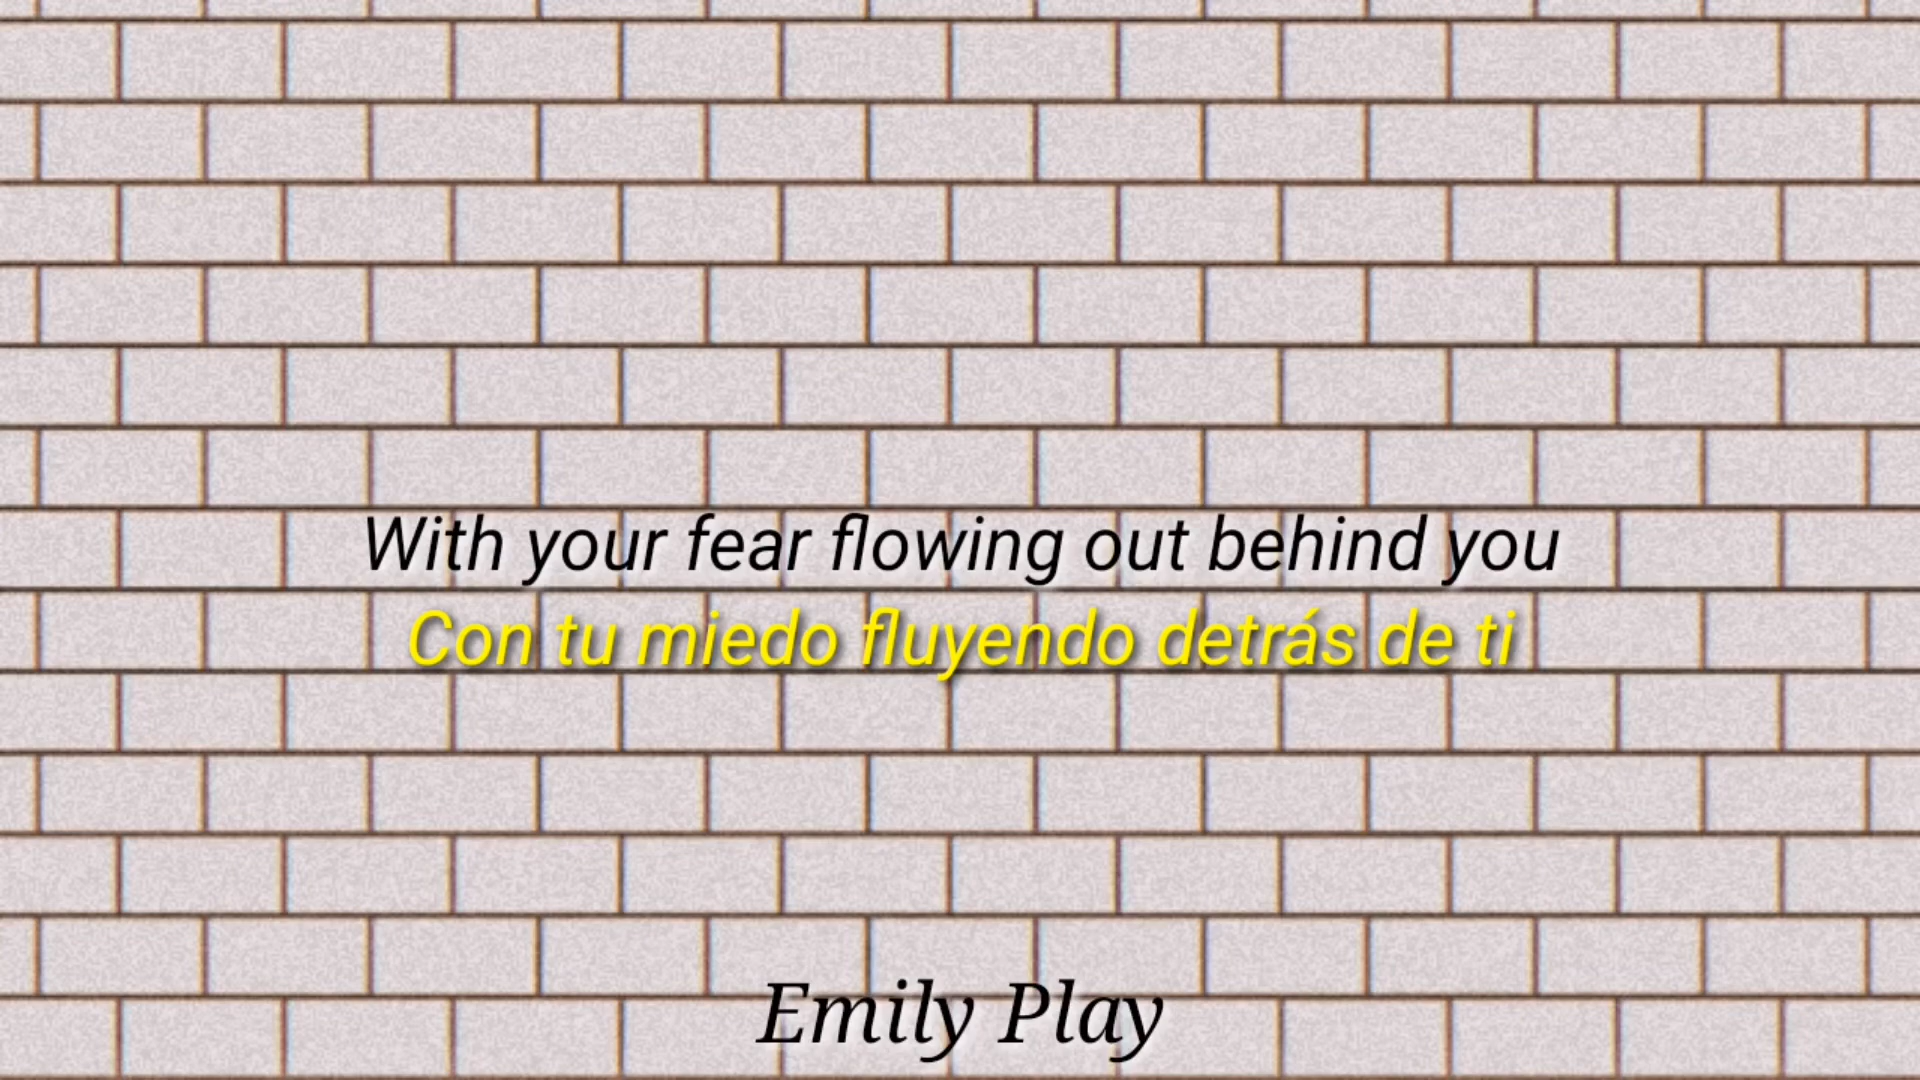 With your fear flowing out behind you
Con tu miedo fluyendo detrás de ti
Emily Play